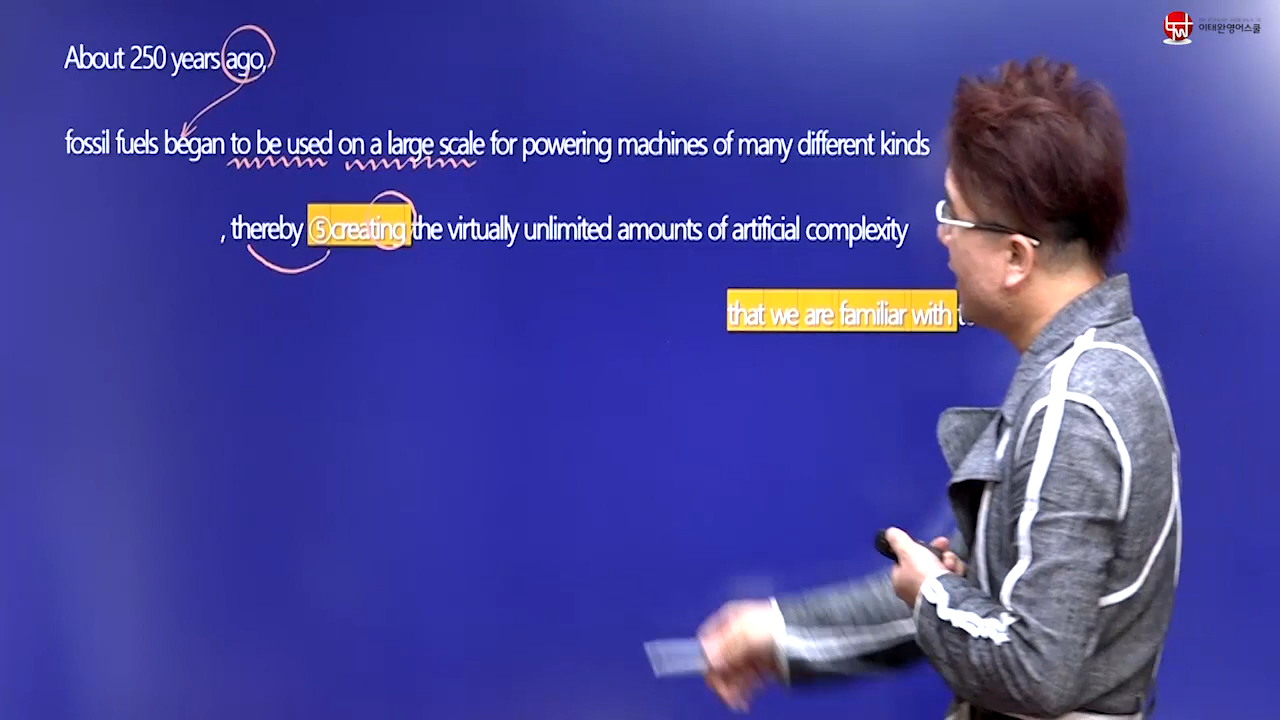 About 250 years ago,
fossil fuels began to be used on a large scale for powering machines of many different kinds
, thereby ⑤creating the virtually unlimited amounts of artificial complexity
that we are familiar with
이태완영어스쿨